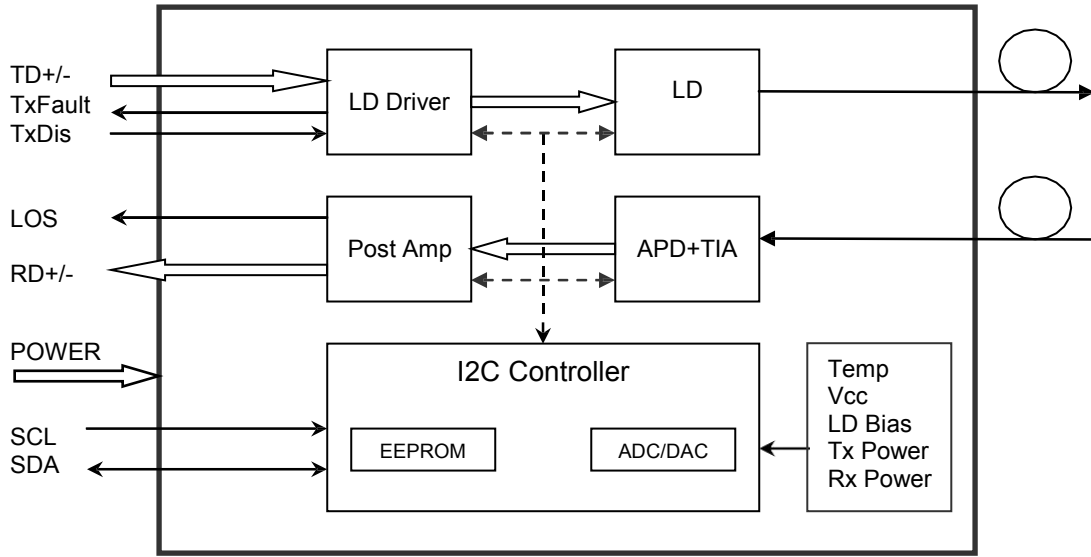 TD+/-
TxFault
TxDis
LD Driver
LD
LOS
RD+/-
Post Amp
APD+TIA
POWER
SCL
SDA
I2C Controller
EEPROM
ADC/DAC
Temp
Vcc
LD Bias
Tx Power
Rx Power